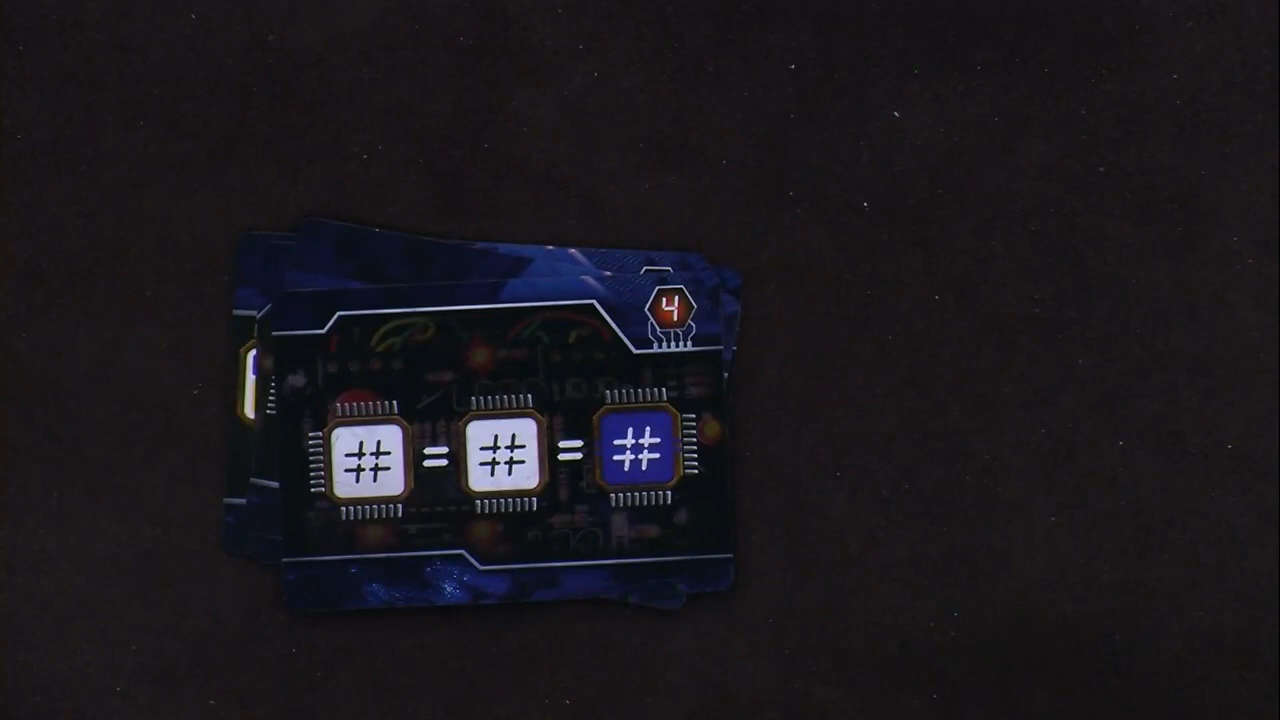 4
# = # = #